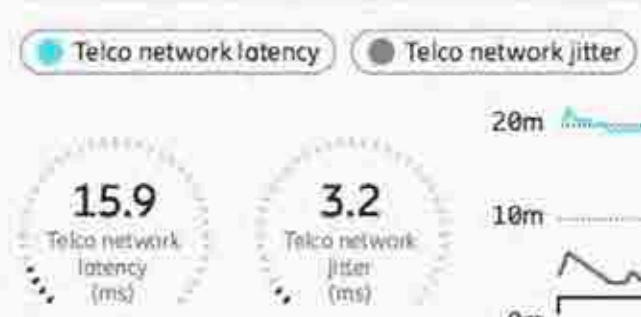 Telco network latency Telco network jitter
20m
15.9 3.2
10m
Telco network Telco network
latency jitter
(ms) (ms)
0m